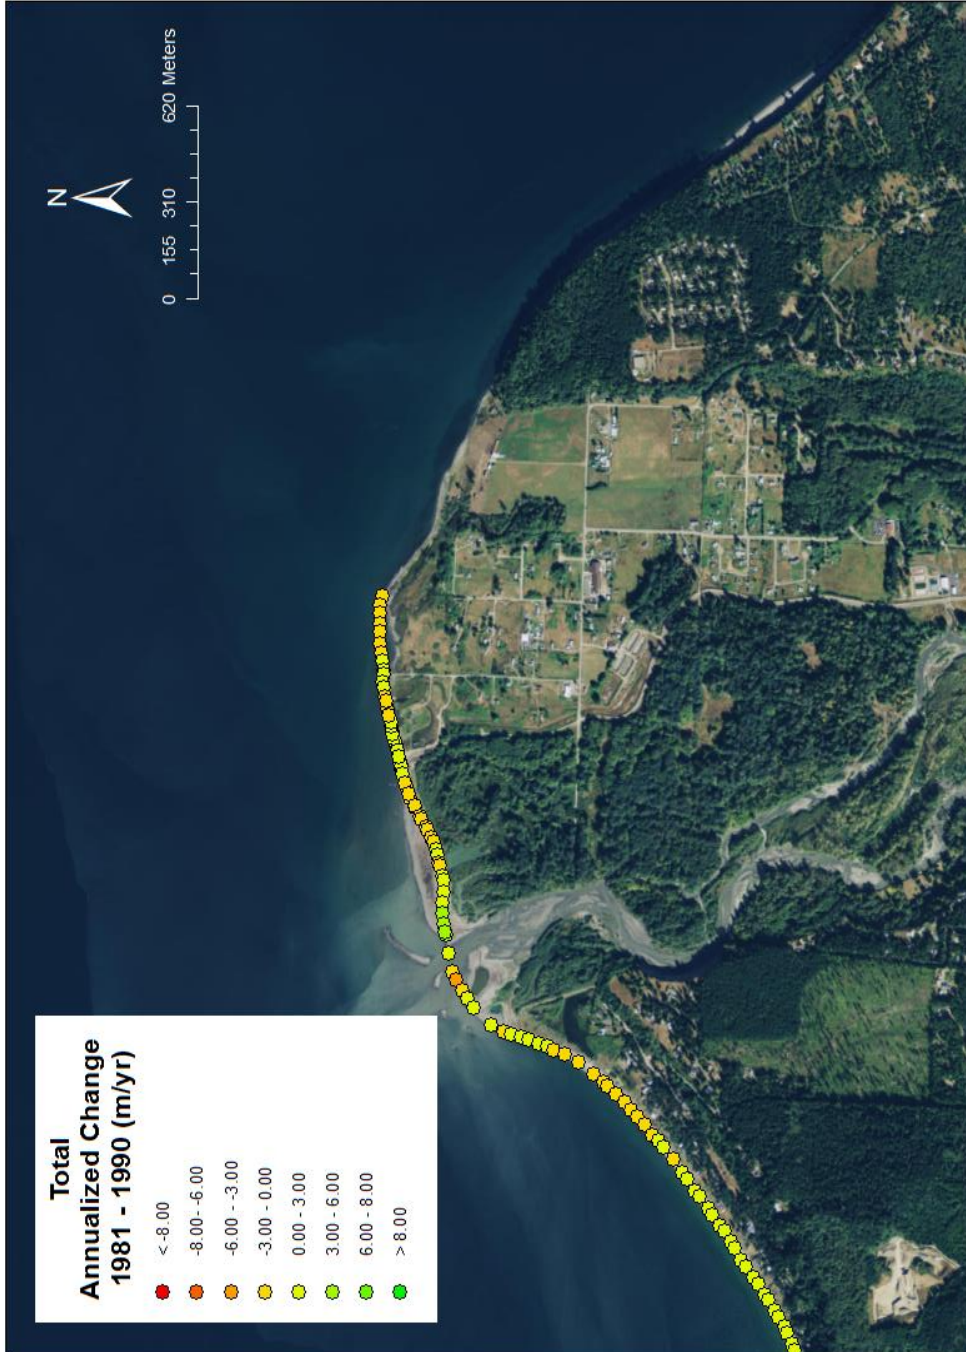 Total
Annualized Change
1981 - 1990 (m/yr)
< -8.00
-8.00- -6.00
-6.00 - -3.00
-3.00 - 0.00
0.00 - 3.00
3.00 - 6.00
6.00 - 8.00
> 8.00
N
0 155 310 620 Meters